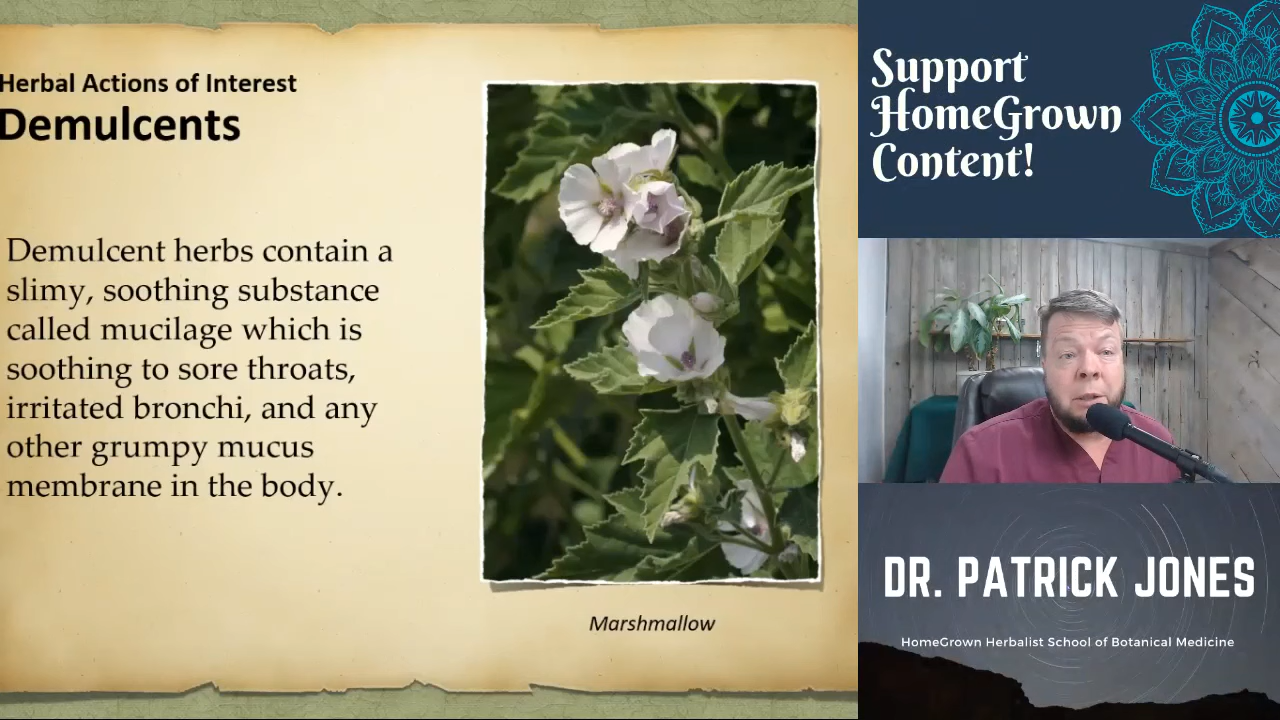 Herbal Actions of Interest
Demulcents
Demulcent herbs contain a
slimy, soothing substance
called mucilage which is
soothing to sore throats,
irritated bronchi, and any
other grumpy mucus
membrane in the body.
Marshmallow
Support
HomeGrown
Content!
DR. PATRICK JONES
HomeGrown Herbalist School of Botanical Medicine